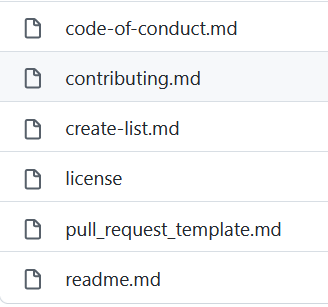 code-of-conduct.md
contributing.md
create-list.md
license
pull_request_template.md
readme.md